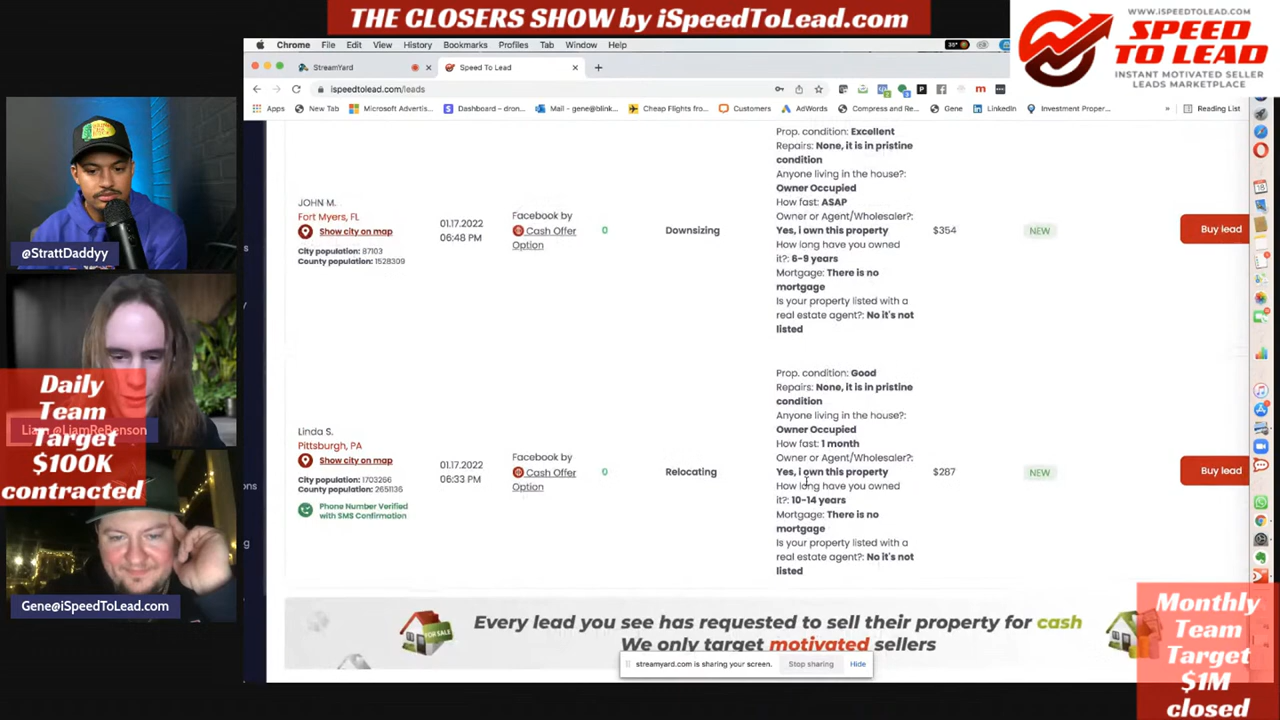 THE CLOSERS SHOW by iSpeedToLead.com
WWW.ISPEEDTOLEAD.COM
SPEED
TO LEAD
INSTANT MOTIVATED SELLER
LEADS MARKETPLACE
Chrome File Edit View History Bookmarks Profiles Tab Window Help
StreamYard
Speed To Lead
ispeedtolead.com/leads
Apps New Tab Microsoft Advertis... Dashboard – dron... Mail - gene@blink... Cheap Flights fro... Customers AdWords Compress and Re... Gene LinkedIn Investment Proper... » Reading List
@StrattDaddyy
Daily
Team
Target
$100K
contracted
Liam @LiamReBenson
Gene@iSpeedToLead.com
JOHN M.
Fort Myers, FL
Show city on map
City population: 87103
County population: 1528309
01.17.2022
06:48 PM
Facebook by
Cash Offer
Option
0
Downsizing
Prop. condition: Excellent
Repairs: None, it is in pristine
condition
Anyone living in the house?:
Owner Occupied
How fast: ASAP
Owner or Agent/Wholesaler?:
Yes, i own this property
How long have you owned
it?: 6-9 years
Mortgage: There is no
mortgage
Is your property listed with a
real estate agent?: No it's not
listed
$354
NEW
Buy lead
Linda S.
Pittsburgh, PA
Show city on map
City population: 1703266
County population: 2651136
Phone Number Verified
with SMS Confirmation
01.17.2022
06:33 PM
Facebook by
Cash Offer
Option
0
Relocating
Prop. condition: Good
Repairs: None, it is in pristine
condition
Anyone living in the house?:
Owner Occupied
How fast: 1 month
Owner or Agent/Wholesaler?:
Yes, i own this property
How long have you owned
it?: 10-14 years
Mortgage: There is no
mortgage
Is your property listed with a
real estate agent?: No it's not
listed
$287
NEW
Buy lead
FOR SALE
Every lead you see has requested to sell their property for cash
We only target motivated sellers
streamyard.com is sharing your screen. Stop sharing Hide
Monthly
Team
Target
$1M
closed